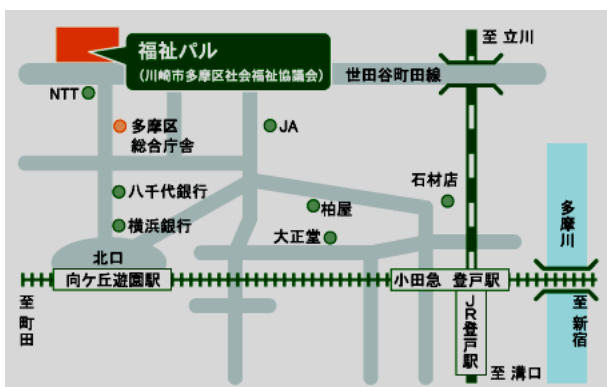 至 立川
福祉パル
(川崎市多摩区社会福祉協議会)
世田谷町田線
NTT
多摩区
総合庁舎
JA
石材店
八千代銀行
柏屋
多摩川
横浜銀行
大正堂
北口
向ケ丘遊園駅
小田急 登戸駅
至町田
JR登戸駅
至新宿
至 溝口